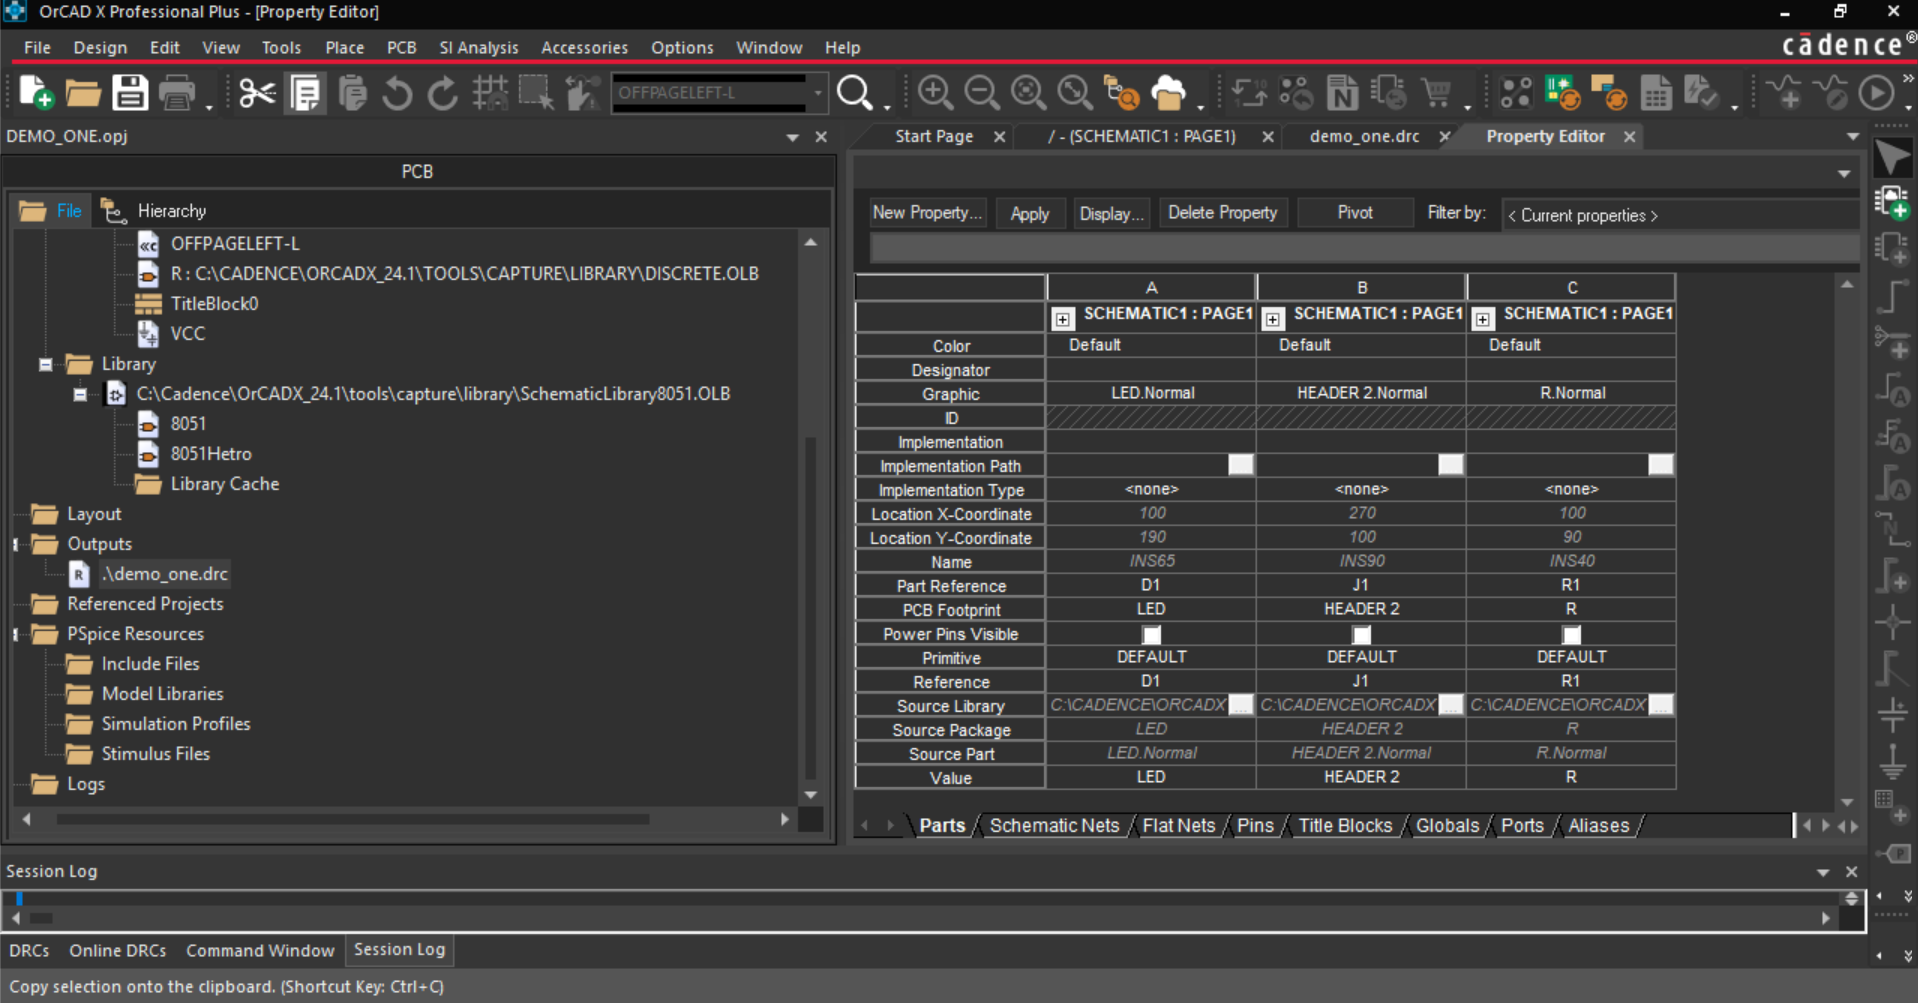 OrCAD X Professional Plus - [Property Editor]
File Design Edit View Tools Place PCB SI Analysis Accessories Options Window Help
cādence®
OFFPAGELEFT-L
DEMO_ONE.opj
Start Page
/ - (SCHEMATIC1 : PAGE1)
demo_one.drc
Property Editor
PCB
File
Hierarchy
OFFPAGELEFT-L
R : C:\CADENCE\ORCADX_24.1\TOOLS\CAPTURE\LIBRARY\DISCRETE.OLB
TitleBlock0
VCC
Library
C:\Cadence\OrCADX_24.1\tools\capture\library\SchematicLibrary8051.OLB
8051
8051Hetro
Library Cache
Layout
Outputs
.\demo_one.drc
Referenced Projects
PSpice Resources
Include Files
Model Libraries
Simulation Profiles
Stimulus Files
Logs
New Property... Apply Display... Delete Property Pivot Filter by: < Current properties >
A B C
SCHEMATIC1 : PAGE1 SCHEMATIC1 : PAGE1 SCHEMATIC1 : PAGE1
Color Default Default Default
Designator
Graphic LED.Normal HEADER 2.Normal R.Normal
ID
Implementation
Implementation Path
Implementation Type <none> <none> <none>
Location X-Coordinate 100 270 100
Location Y-Coordinate 190 100 90
Name INS65 INS90 INS40
Part Reference D1 J1 R1
PCB Footprint LED HEADER 2 R
Power Pins Visible
Primitive DEFAULT DEFAULT DEFAULT
Reference D1 J1 R1
Source Library C:\CADENCE\ORCADX C:\CADENCE\ORCADX C:\CADENCE\ORCADX
Source Package LED HEADER 2 R
Source Part LED.Normal HEADER 2.Normal R.Normal
Value LED HEADER 2 R
Parts Schematic Nets Flat Nets Pins Title Blocks Globals Ports Aliases
Session Log
DRCs Online DRCs Command Window Session Log
Copy selection onto the clipboard. (Shortcut Key: Ctrl+C)